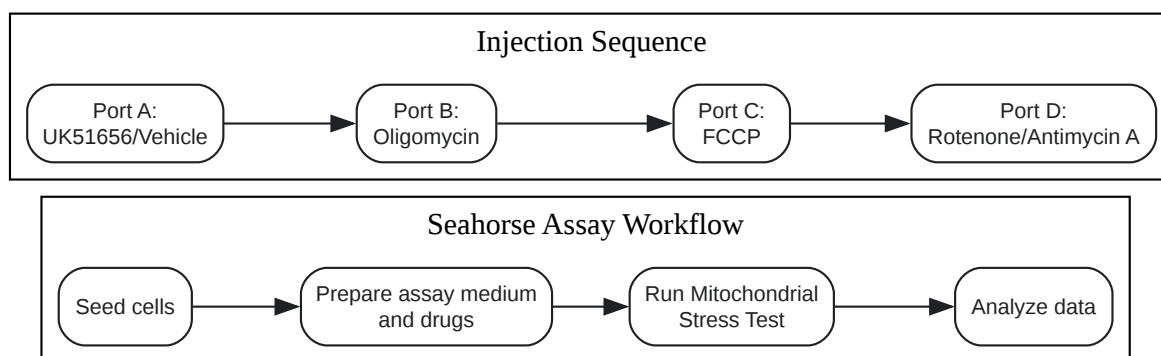 Injection Sequence
Port A:
UK51656/Vehicle
Port B:
Oligomycin
Port C:
FCCP
Port D:
Rotenone/Antimycin A
Seahorse Assay Workflow
Seed cells
Prepare assay medium
and drugs
Run Mitochondrial
Stress Test
Analyze data